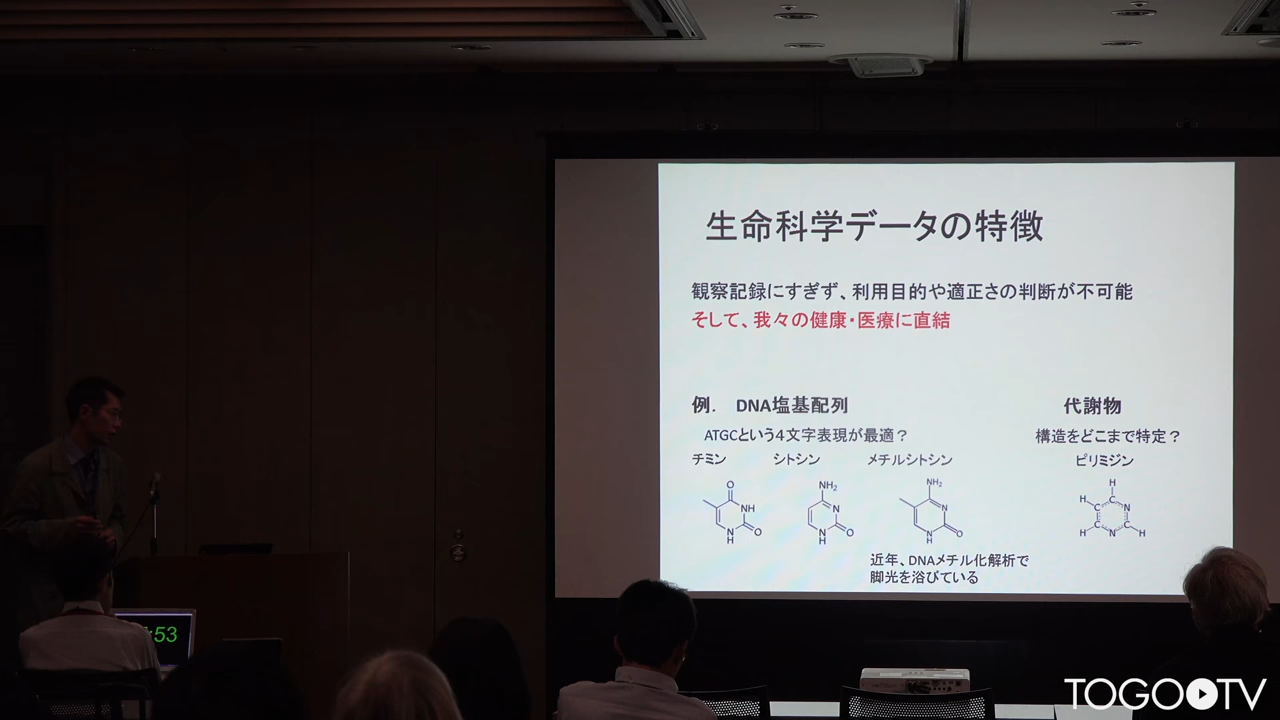 生命科学データの特徴
観察記録にすぎず、利用目的や適正さの判断が不可能
そして、我々の健康・医療に直結
例. DNA塩基配列
ATGCという4文字表現が最適？
チミン シトシン メチルシトシン
O
NH
N
H
O
NH₂
N
N
H
O
NH₂
N
N
H
O
近年、DNAメチル化解析で
脚光を浴びている
代謝物
構造をどこまで特定？
ピリミジン
H
H C N
C
H C C H
N
:53
TOGOTV